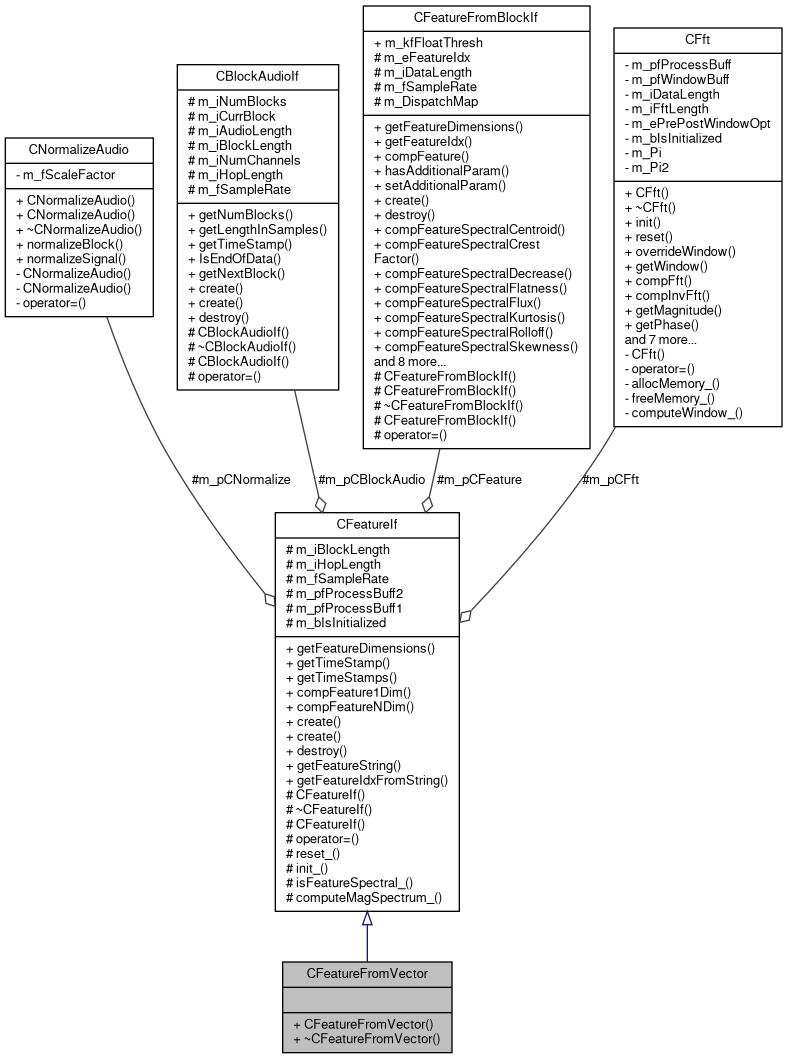 CNormalizeAudio
- m_fScaleFactor
+ CNormalizeAudio()
+ CNormalizeAudio()
+ ~CNormalizeAudio()
+ normalizeBlock()
+ normalizeSignal()
- CNormalizeAudio()
- CNormalizeAudio()
- operator=()
CBlockAudioIf
# m_iNumBlocks
# m_iCurrBlock
# m_iAudioLength
# m_iBlockLength
# m_iNumChannels
# m_iHopLength
# m_fSampleRate
+ getNumBlocks()
+ getLengthInSamples()
+ getTimeStamp()
+ IsEndOfData()
+ getNextBlock()
+ create()
+ create()
+ destroy()
# CBlockAudioIf()
# ~CBlockAudioIf()
# CBlockAudioIf()
# operator=()
CFeatureFromBlockIf
+ m_kfFloatThresh
# m_eFeatureIdx
# m_iDataLength
# m_fSampleRate
# m_DispatchMap
+ getFeatureDimensions()
+ getFeatureIdx()
+ compFeature()
+ hasAdditionalParam()
+ setAdditionalParam()
+ create()
+ destroy()
+ compFeatureSpectralCentroid()
+ compFeatureSpectralCrest
Factor()
+ compFeatureSpectralDecrease()
+ compFeatureSpectralFlatness()
+ compFeatureSpectralFlux()
+ compFeatureSpectralKurtosis()
+ compFeatureSpectralRolloff()
+ compFeatureSpectralSkewness()
and 8 more...
# CFeatureFromBlockIf()
# CFeatureFromBlockIf()
# ~CFeatureFromBlockIf()
# CFeatureFromBlockIf()
# operator=()
CFft
- m_pfProcessBuff
- m_pfWindowBuff
- m_iDataLength
- m_iFftLength
- m_ePrePostWindowOpt
- m_bIsInitialized
- m_Pi
- m_Pi2
+ CFft()
+ ~CFft()
+ init()
+ reset()
+ overrideWindow()
+ getWindow()
+ compFft()
+ compInvFft()
+ getMagnitude()
+ getPhase()
and 7 more...
- CFft()
- operator=()
- allocMemory_()
- freeMemory_()
- computeWindow_()
#m_pCNormalize
#m_pCBlockAudio
#m_pCFeature
#m_pCFft
CFeatureIf
# m_iBlockLength
# m_iHopLength
# m_fSampleRate
# m_pfProcessBuff2
# m_pfProcessBuff1
# m_bIsInitialized
+ getFeatureDimensions()
+ getTimeStamp()
+ getTimeStamps()
+ compFeature1Dim()
+ compFeatureNDim()
+ create()
+ create()
+ destroy()
+ getFeatureString()
+ getFeatureIdxFromString()
# CFeatureIf()
# ~CFeatureIf()
# CFeatureIf()
# operator=()
# reset_()
# init_()
# isFeatureSpectral_()
# computeMagSpectrum_()
CFeatureFromVector
+ CFeatureFromVector()
+ ~CFeatureFromVector()